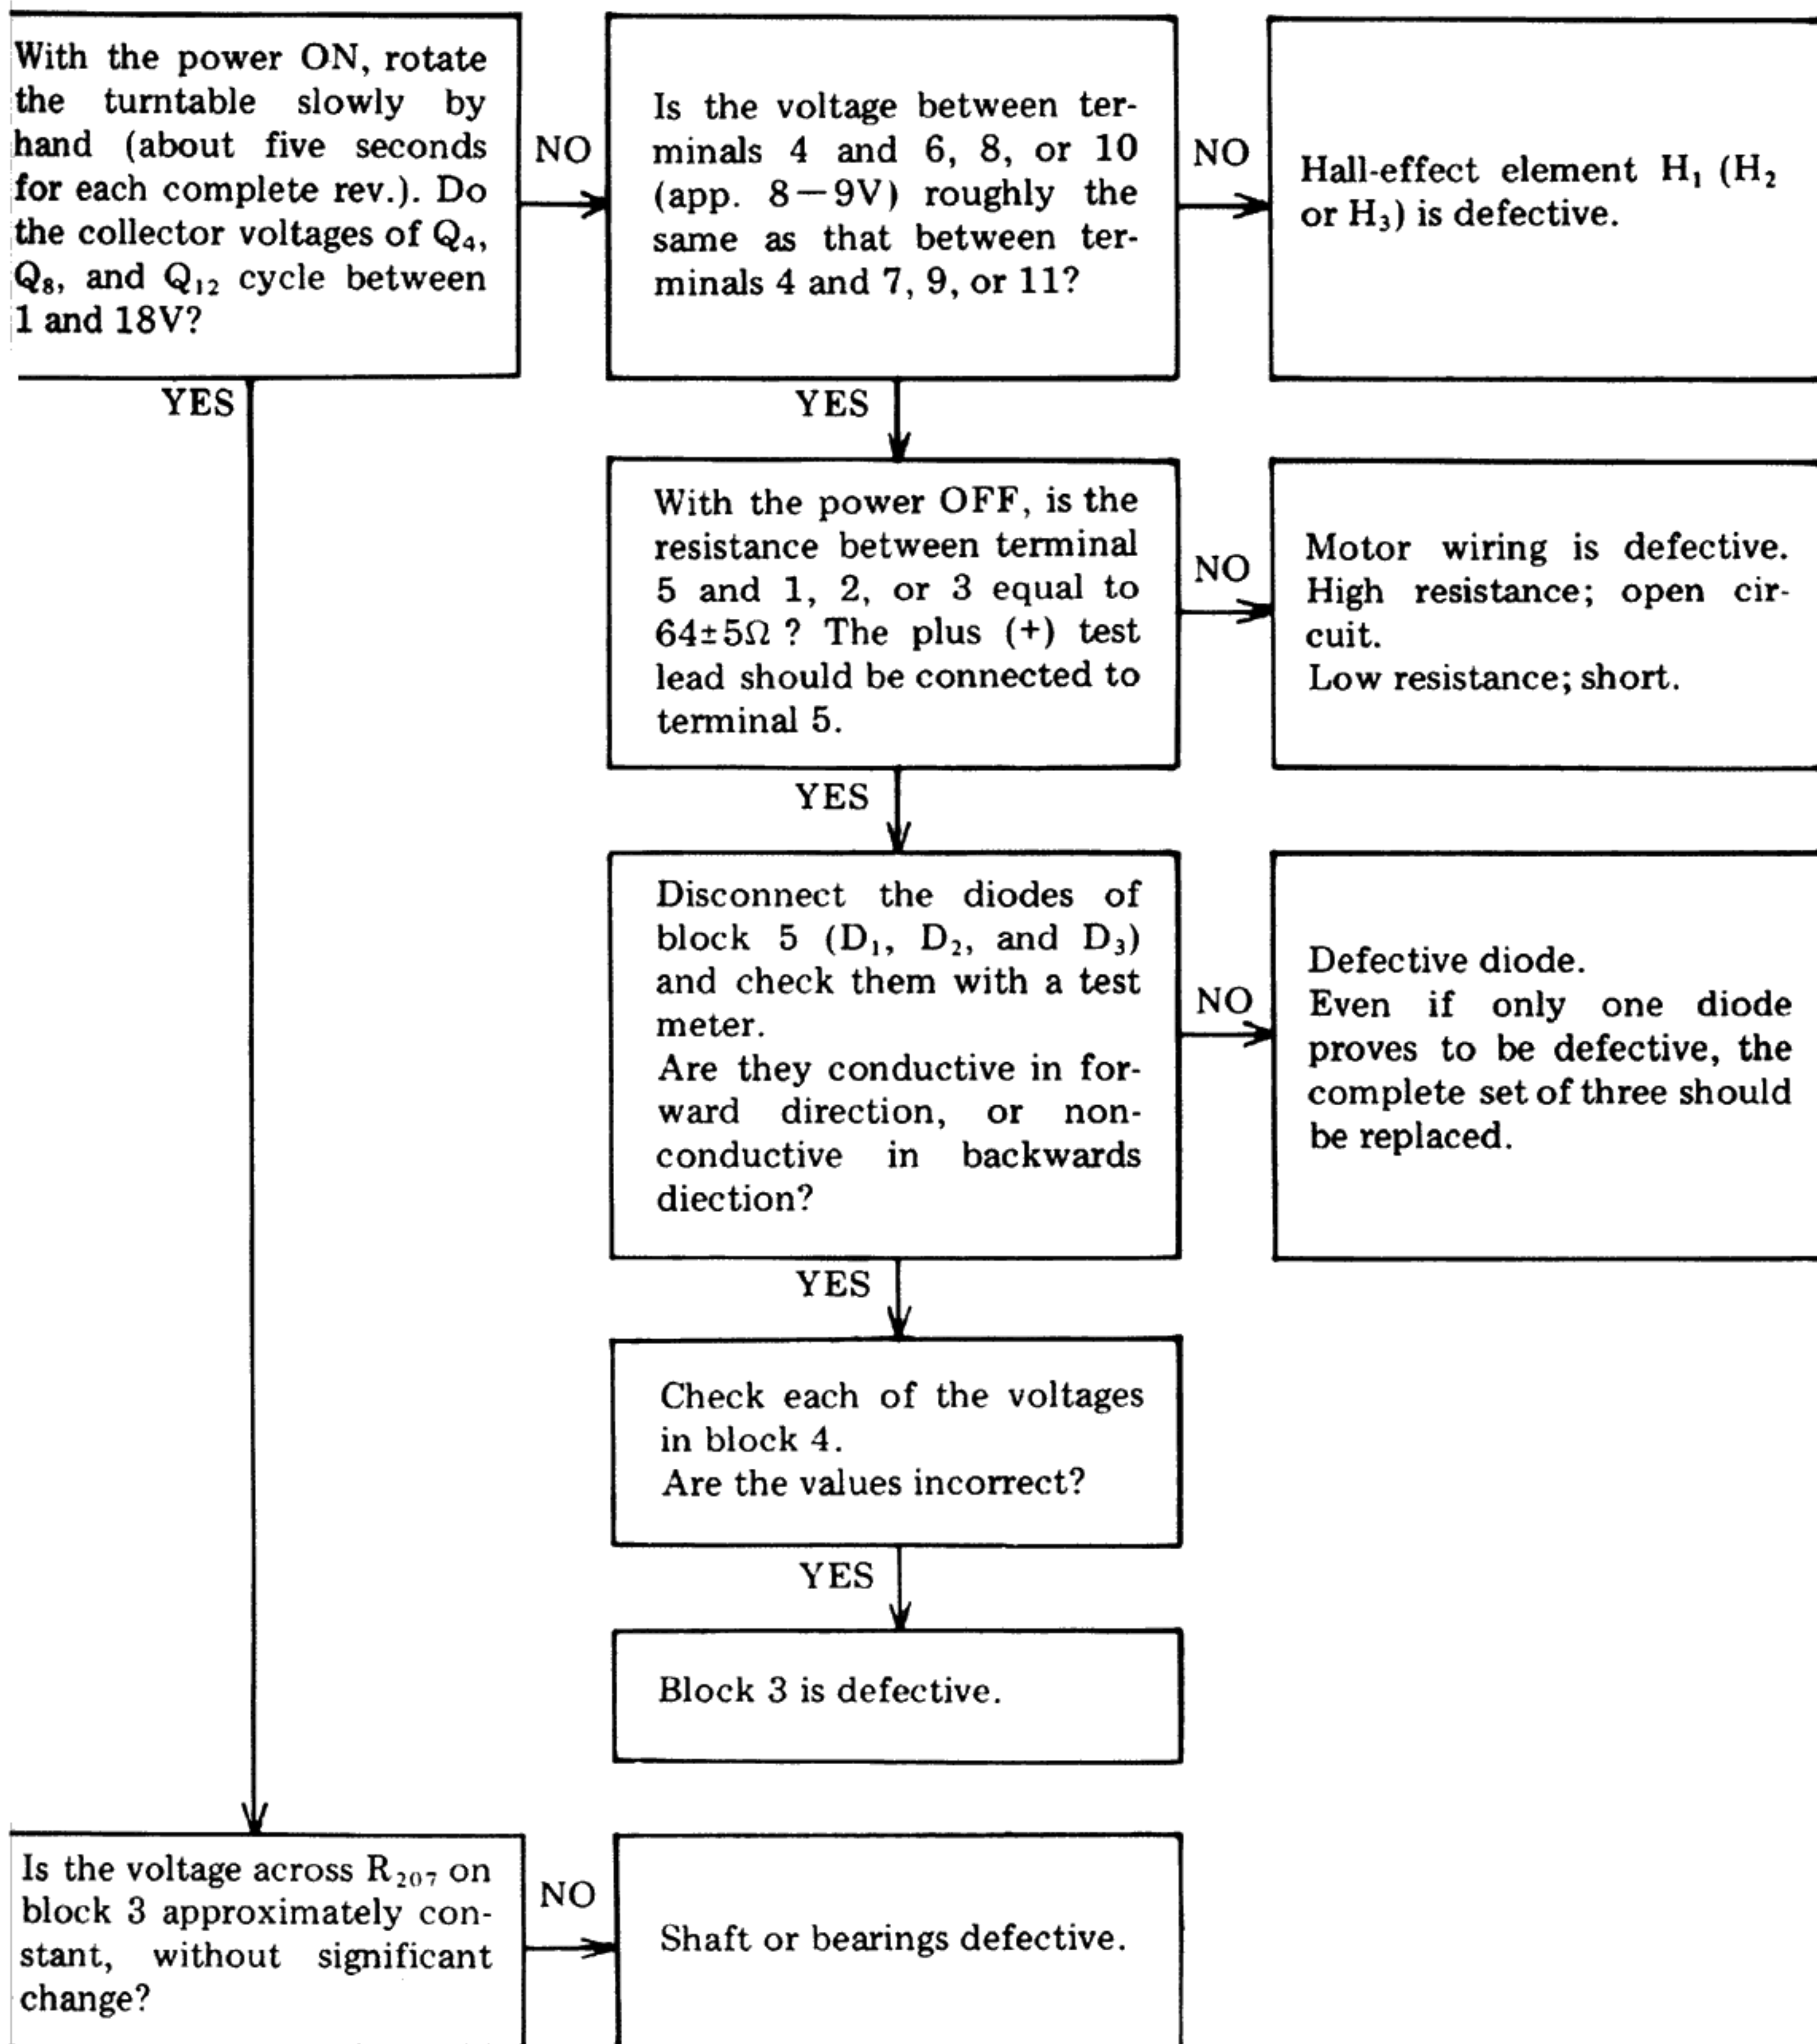 With the power ON, rotate
the turntable slowly by
hand (about five seconds
for each complete rev.). Do
the collector voltages of Q₄,
Q₈, and Q₁₂ cycle between
1 and 18V?
NO
Is the voltage between ter-
minals 4 and 6, 8, or 10
(app. 8—9V) roughly the
same as that between ter-
minals 4 and 7, 9, or 11?
NO
Hall-effect element H₁ (H₂
or H₃) is defective.
YES
YES
With the power OFF, is the
resistance between terminal
5 and 1, 2, or 3 equal to
64±5Ω ? The plus (+) test
lead should be connected to
terminal 5.
NO
Motor wiring is defective.
High resistance; open cir-
cuit.
Low resistance; short.
YES
Disconnect the diodes of
block 5 (D₁, D₂, and D₃)
and check them with a test
meter.
Are they conductive in for-
ward direction, or non-
conductive in backwards
diection?
NO
Defective diode.
Even if only one diode
proves to be defective, the
complete set of three should
be replaced.
YES
Check each of the voltages
in block 4.
Are the values incorrect?
YES
Block 3 is defective.
Is the voltage across R₂₀₇ on
block 3 approximately con-
stant, without significant
change?
NO
Shaft or bearings defective.